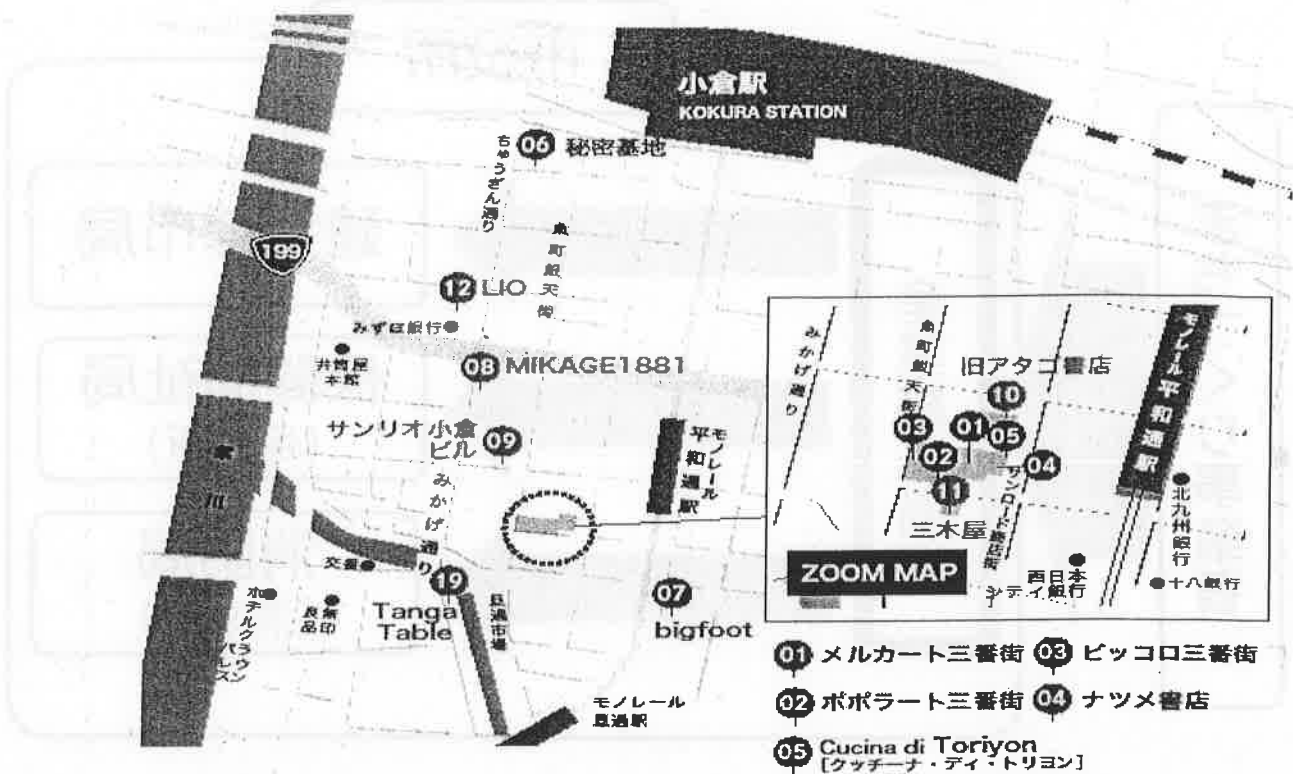 小倉駅
KOKURA STATION
06 秘密基地
ちゅうぎん通り
魚町銀天街
199
12 LIO
みずほ銀行
井筒屋
本館
08 MIKAGE1881
サンリオ小倉
ビル
09
みかげ通り
モノレール
平和通駅
川
交番
19
Tanga
Table
旦過市場
無印
良品
ホテルクラウン
パレス
07
bigfoot
モノレール
旦過駅
みかげ通り
魚町銀天街
旧アタゴ書店
10
03
01
02
05
04
11
三木屋
サンロード商店街
モノレール平和通駅
北九州銀行
西日本
シティ銀行
十八銀行
ZOOM MAP
01 メルカート三番街 03 ピッコロ三番街
02 ポポラート三番街 04 ナツメ書店
05 Cucina di Toriyon
[クッチーナ・ディ・トリヨン]